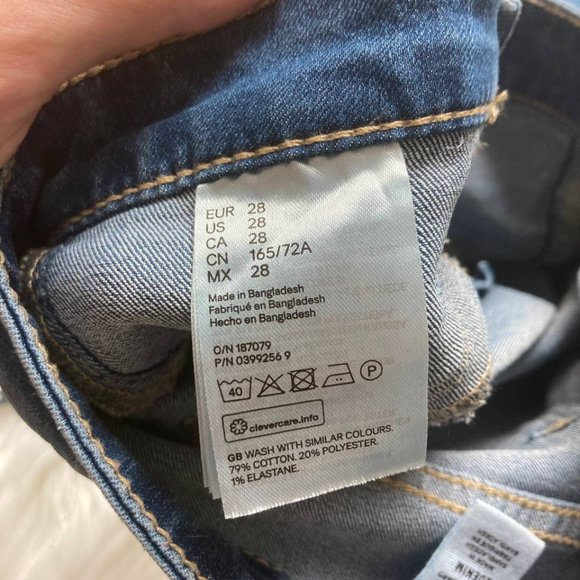 EUR 28
US 28
CA 28
CN 165/72A
MX 28
Made in Bangladesh
Fabriqué en Bangladesh
Hecho en Bangladesh
O/N 187079
P/N 0399256 9
40 P
clevercare.info
GB WASH WITH SIMILAR COLOURS.
79% COTTON. 20% POLYESTER.
1% ELASTANE.
DENIM